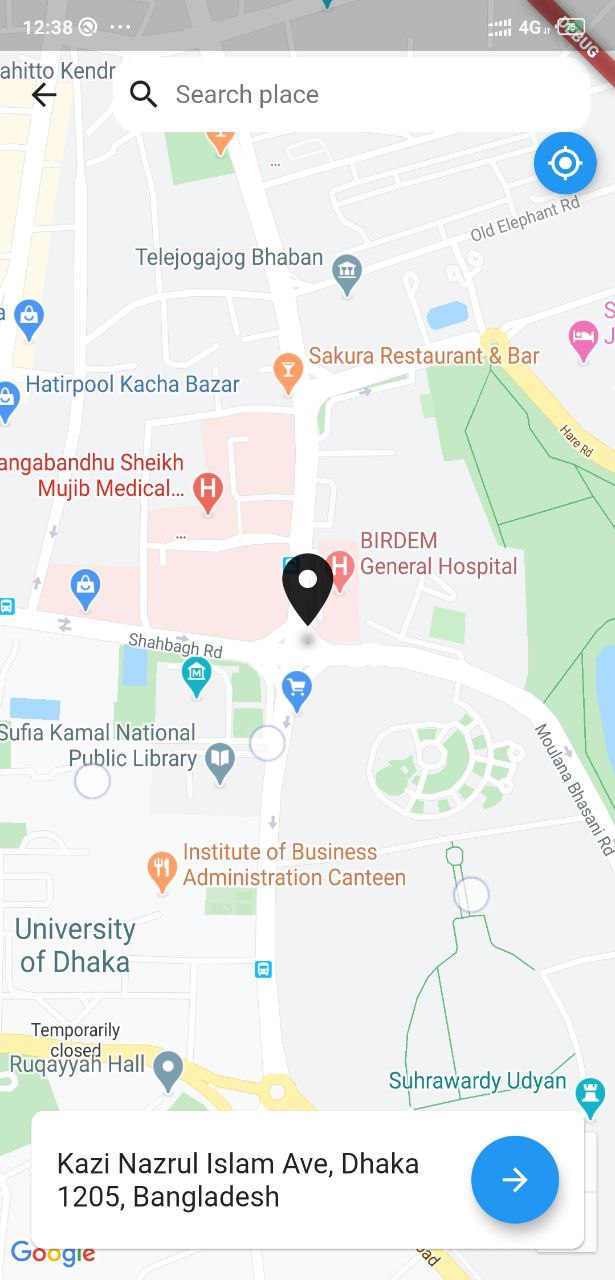 12:38
4G
75
DEBUG
ahitto Kendr
Search place
...
Old Elephant Rd
Telejogajog Bhaban
a
S
J
Sakura Restaurant & Bar
Hatirpool Kacha Bazar
Hare Rd
angabandhu Sheikh
Mujib Medical...
H
...
BIRDEM
General Hospital
H
Shahbagh Rd
M
Sufia Kamal National
Public Library
Moulana Bhasani Rd
Institute of Business
Administration Canteen
University
of Dhaka
Temporarily
closed
Ruqayyah Hall
Suhrawardy Udyan
Kazi Nazrul Islam Ave, Dhaka
1205, Bangladesh
Google
oad